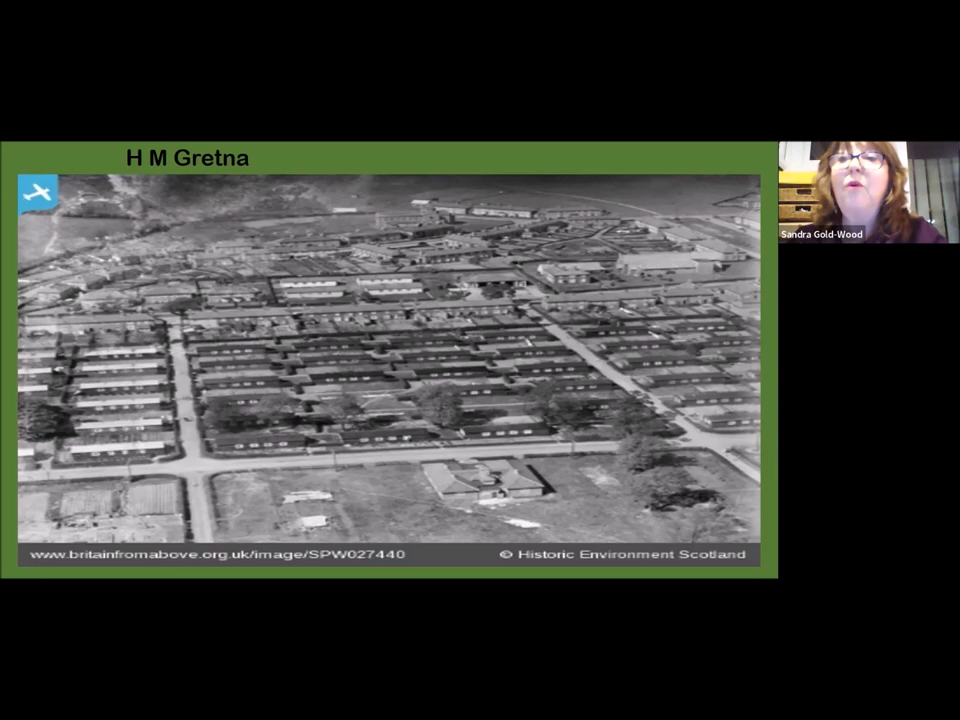 H M Gretna
Sandra Gold-Wood
www.britainfromabove.org.uk/image/SPW027440 © Historic Environment Scotland